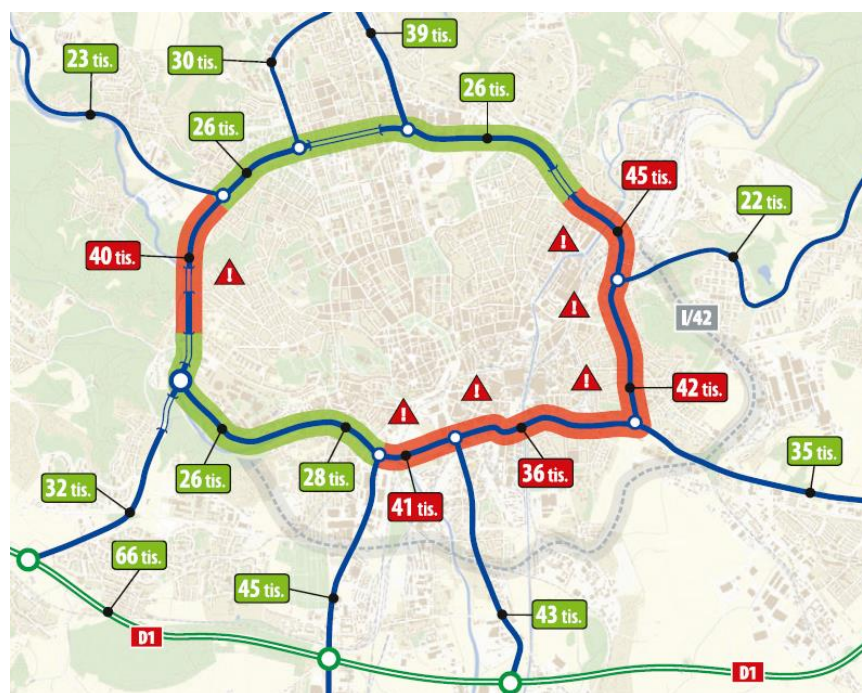 39 tis.
30 tis.
23 tis.
26 tis.
26 tis.
45 tis.
22 tis.
40 tis.
!
!
!
I/42
!
!
!
42 tis.
26 tis.
28 tis.
36 tis.
35 tis.
32 tis.
41 tis.
66 tis.
45 tis.
43 tis.
D1
D1